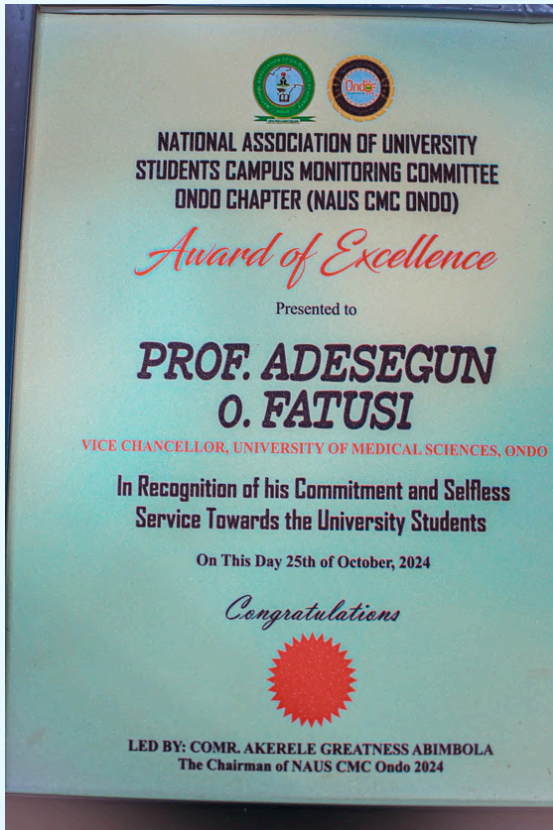 Ondo
NATIONAL ASSOCIATION OF UNIVERSITY
STUDENTS CAMPUS MONITORING COMMITTEE
ONDO CHAPTER (NAUS CMC ONDO)
Award of Excellence
Presented to
PROF. ADESEGUN
O. FATUSI
VICE CHANCELLOR, UNIVERSITY OF MEDICAL SCIENCES, ONDO
In Recognition of his Commitment and Selfless
Service Towards the University Students
On This Day 25th of October, 2024
Congratulations
LED BY: COMR. AKERELE GREATNESS ABIMBOLA
The Chairman of NAUS CMC Ondo 2024